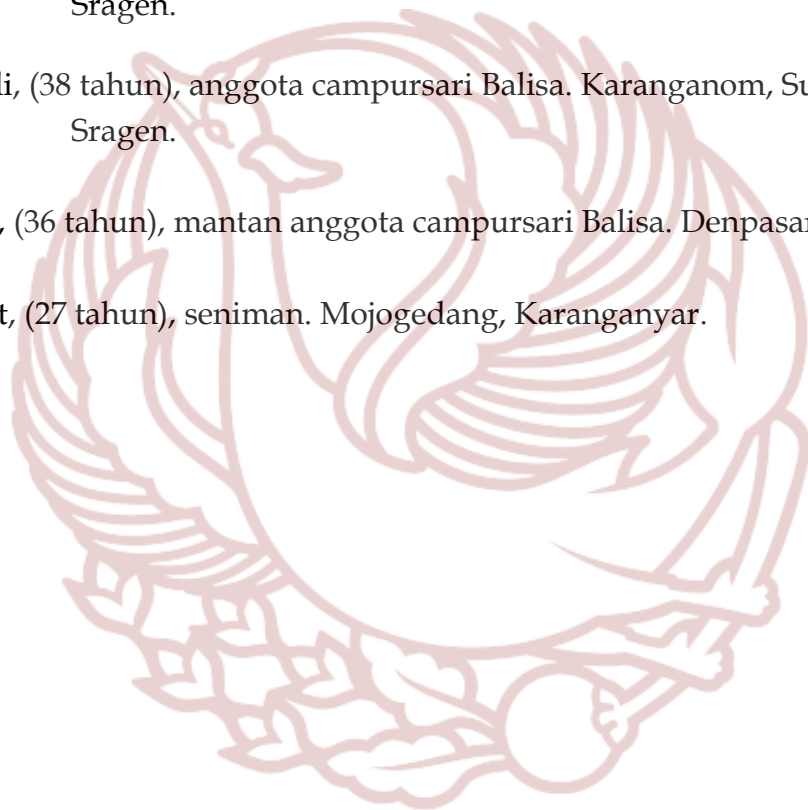 Sragen.
li, (38 tahun), anggota campursari Balisa. Karanganom, Su
Sragen.
, (36 tahun), mantan anggota campursari Balisa. Denpasar
t, (27 tahun), seniman. Mojogedang, Karanganyar.